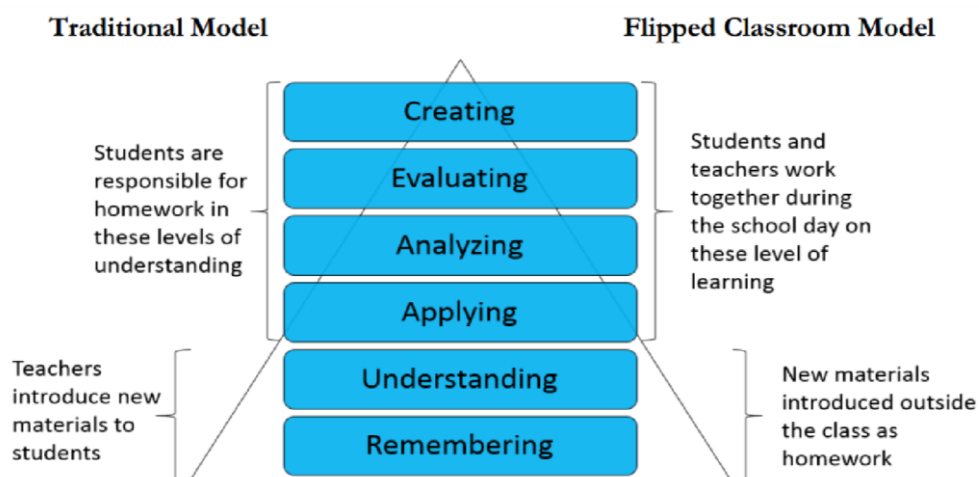 Traditional Model
Flipped Classroom Model
Creating
Evaluating
Analyzing
Applying
Understanding
Remembering
Students are
responsible for
homework in
these levels of
understanding
Teachers
introduce new
materials to
students
Students and
teachers work
together during
the school day on
these level of
learning
New materials
introduced outside
the class as
homework